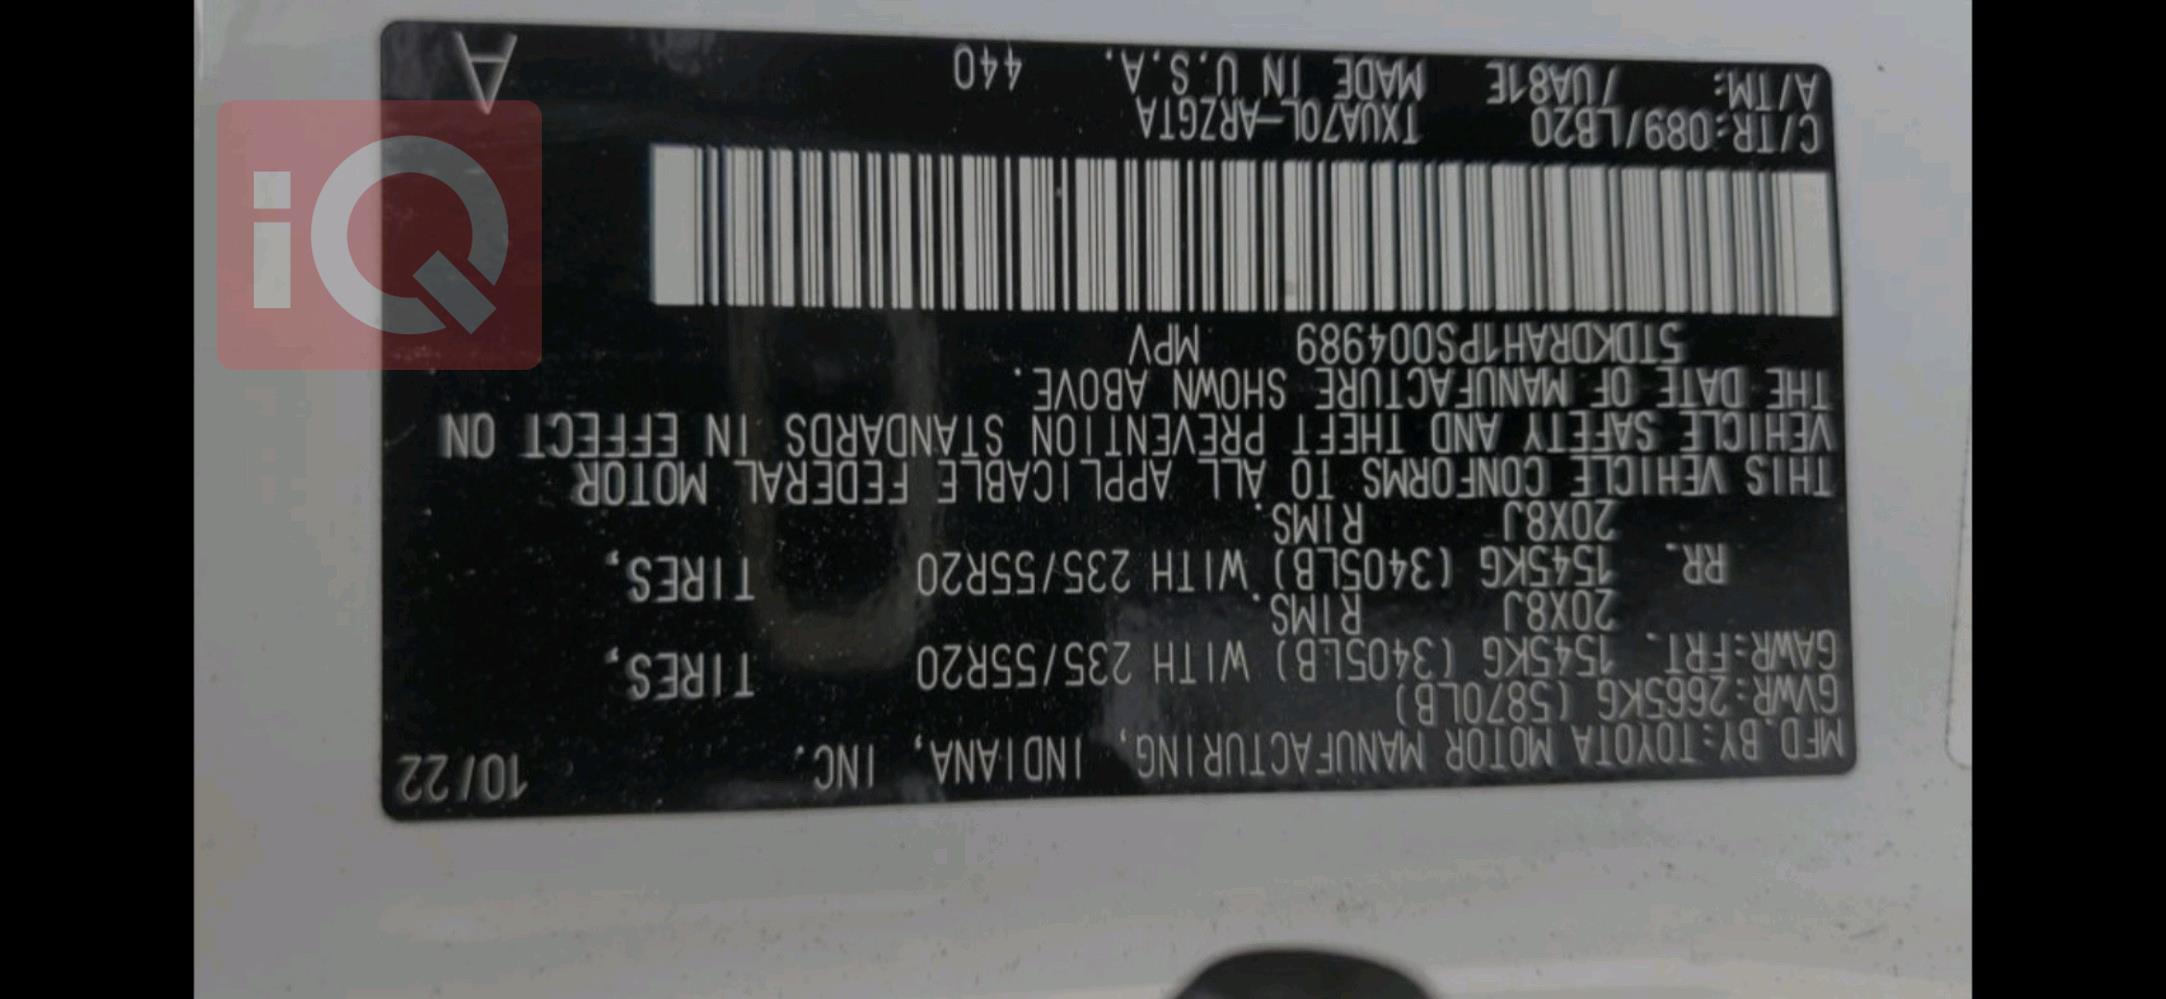 MFD.BY:TOYOTA MOTOR MANUFACTURING, INDIANA, INC. 10/22
GVWR:2665KG (5870LB)
GAWR:FRT. 1545KG (3405LB) WITH 235/55R20 TIRES,
20X8J RIMS.
RR. 1545KG (3405LB) WITH 235/55R20 TIRES,
20X8J RIMS.
THIS VEHICLE CONFORMS TO ALL APPLICABLE FEDERAL MOTOR
VEHICLE SAFETY AND THEFT PREVENTION STANDARDS IN EFFECT ON
THE DATE OF MANUFACTURE SHOWN ABOVE.
5TDKDRAH1PS004989 MPV
C/TR:089/LB20 TXUA70L-ARZGTA
A/TM: /UA81E MADE IN U.S.A. 440 A
iQ